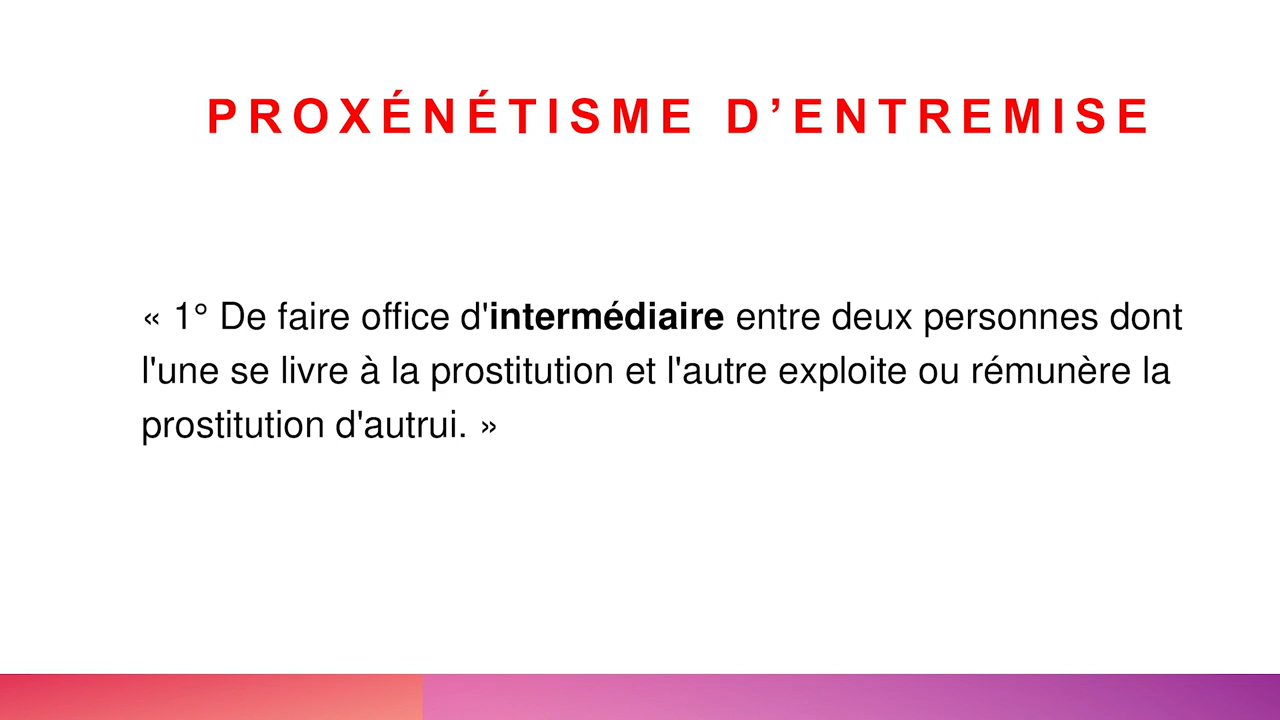 PROXÉNÉTISME D’ENTREMISE
« 1° De faire office d'intermédiaire entre deux personnes dont
l'une se livre à la prostitution et l'autre exploite ou rémunère la
prostitution d'autrui. »